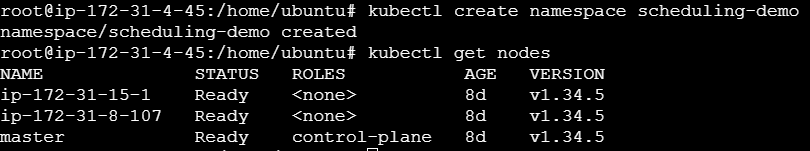 root@ip-172-31-4-45:/home/ubuntu# kubectl create namespace scheduling-demo
namespace/scheduling-demo created
root@ip-172-31-4-45:/home/ubuntu# kubectl get nodes
NAME STATUS ROLES AGE VERSION
ip-172-31-15-1 Ready <none> 8d v1.34.5
ip-172-31-8-107 Ready <none> 8d v1.34.5
master Ready control-plane 8d v1.34.5